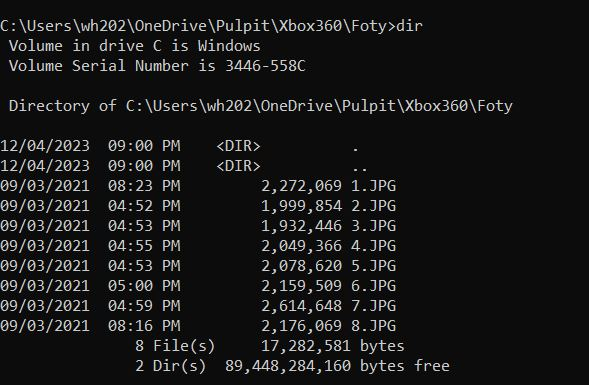 C:\Users\wh202\OneDrive\Pulpit\Xbox360\Foty>dir
 Volume in drive C is Windows
 Volume Serial Number is 3446-558C

 Directory of C:\Users\wh202\OneDrive\Pulpit\Xbox360\Foty

12/04/2023  09:00 PM    <DIR>          .
12/04/2023  09:00 PM    <DIR>          ..
09/03/2021  08:23 PM         2,272,069 1.JPG
09/03/2021  04:52 PM         1,999,854 2.JPG
09/03/2021  04:53 PM         1,932,446 3.JPG
09/03/2021  04:55 PM         2,049,366 4.JPG
09/03/2021  04:53 PM         2,078,620 5.JPG
09/03/2021  05:00 PM         2,159,509 6.JPG
09/03/2021  04:59 PM         2,614,648 7.JPG
09/03/2021  08:16 PM         2,176,069 8.JPG
               8 File(s)     17,282,581 bytes
               2 Dir(s)  89,448,284,160 bytes free